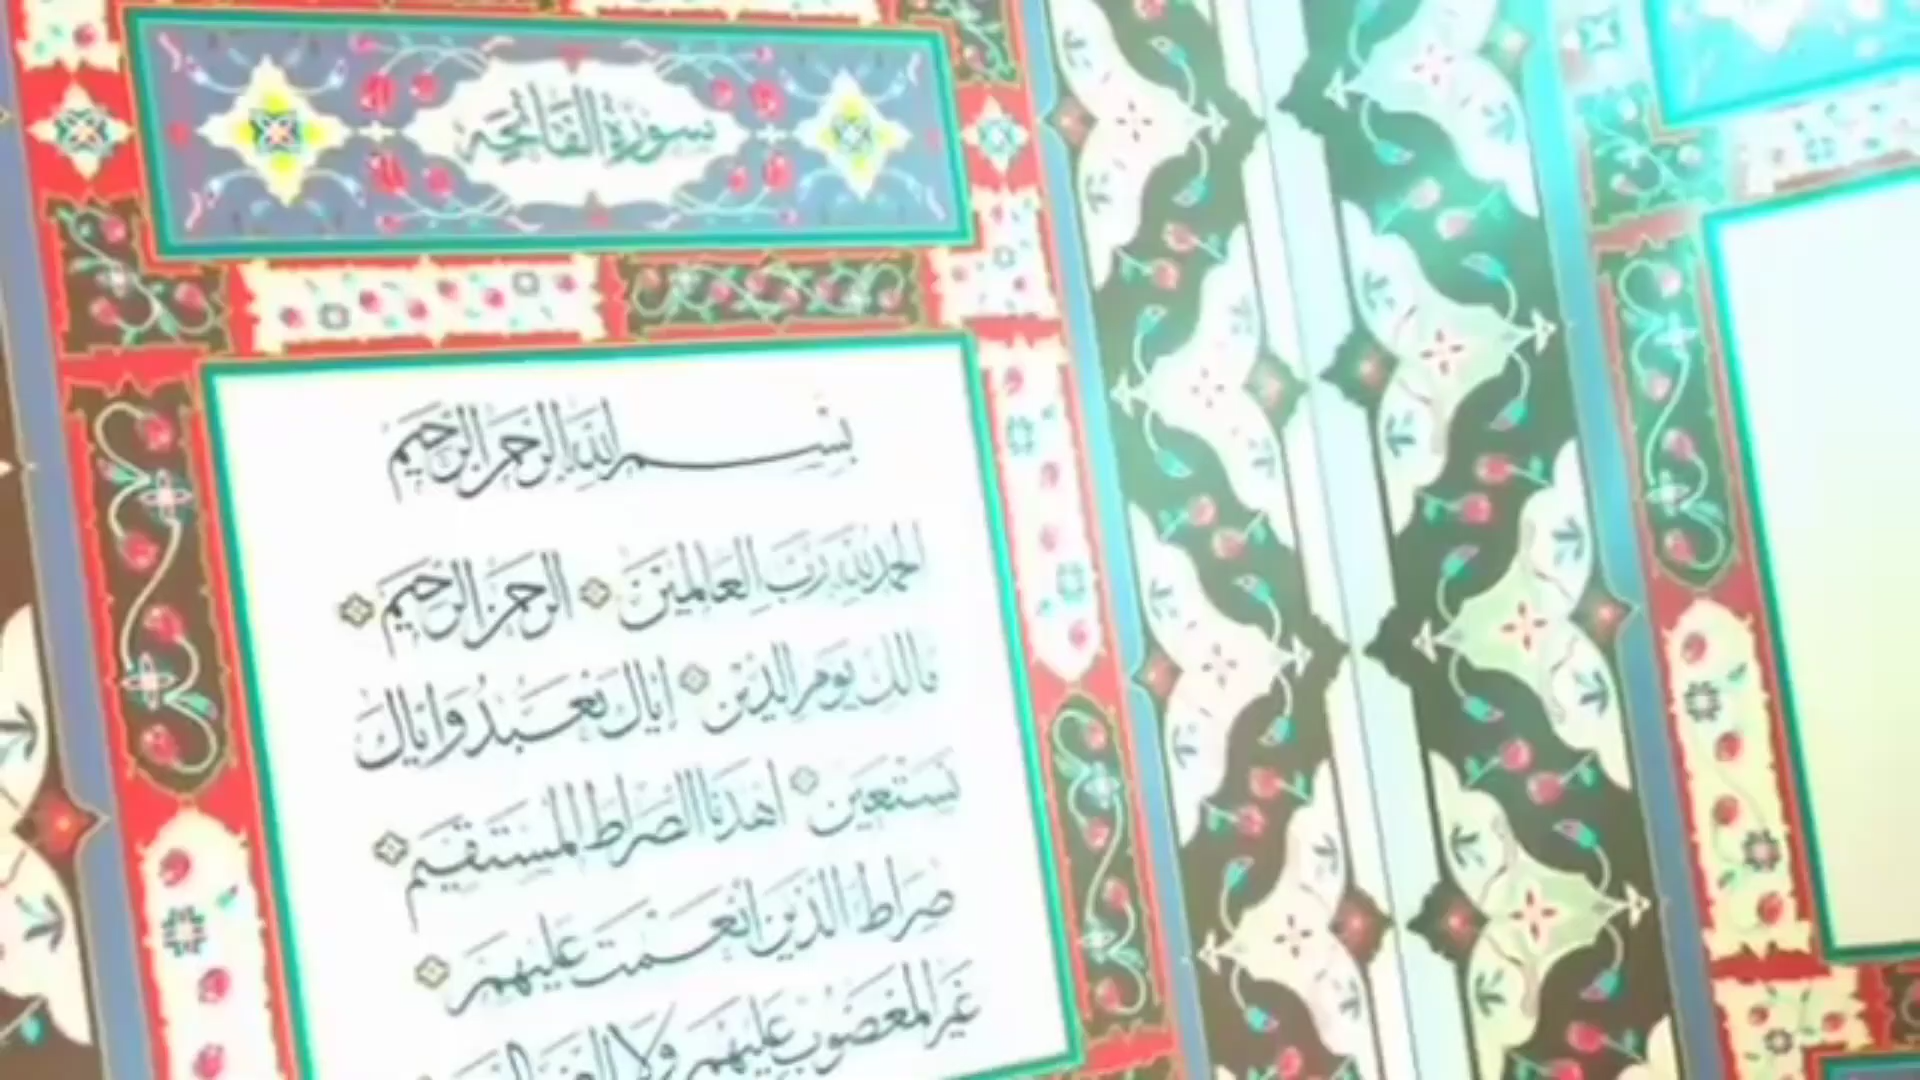 سورة الفاتحة
بسم الله الرحمن الرحيم
الحمد لله رب العالمين الرحمن الرحيم
مالك يوم الدين اياك نعبد واياك
نستعين اهدنا الصراط المستقيم
صراط الذين انعمت عليهم
غير المغضوب عليهم ولا